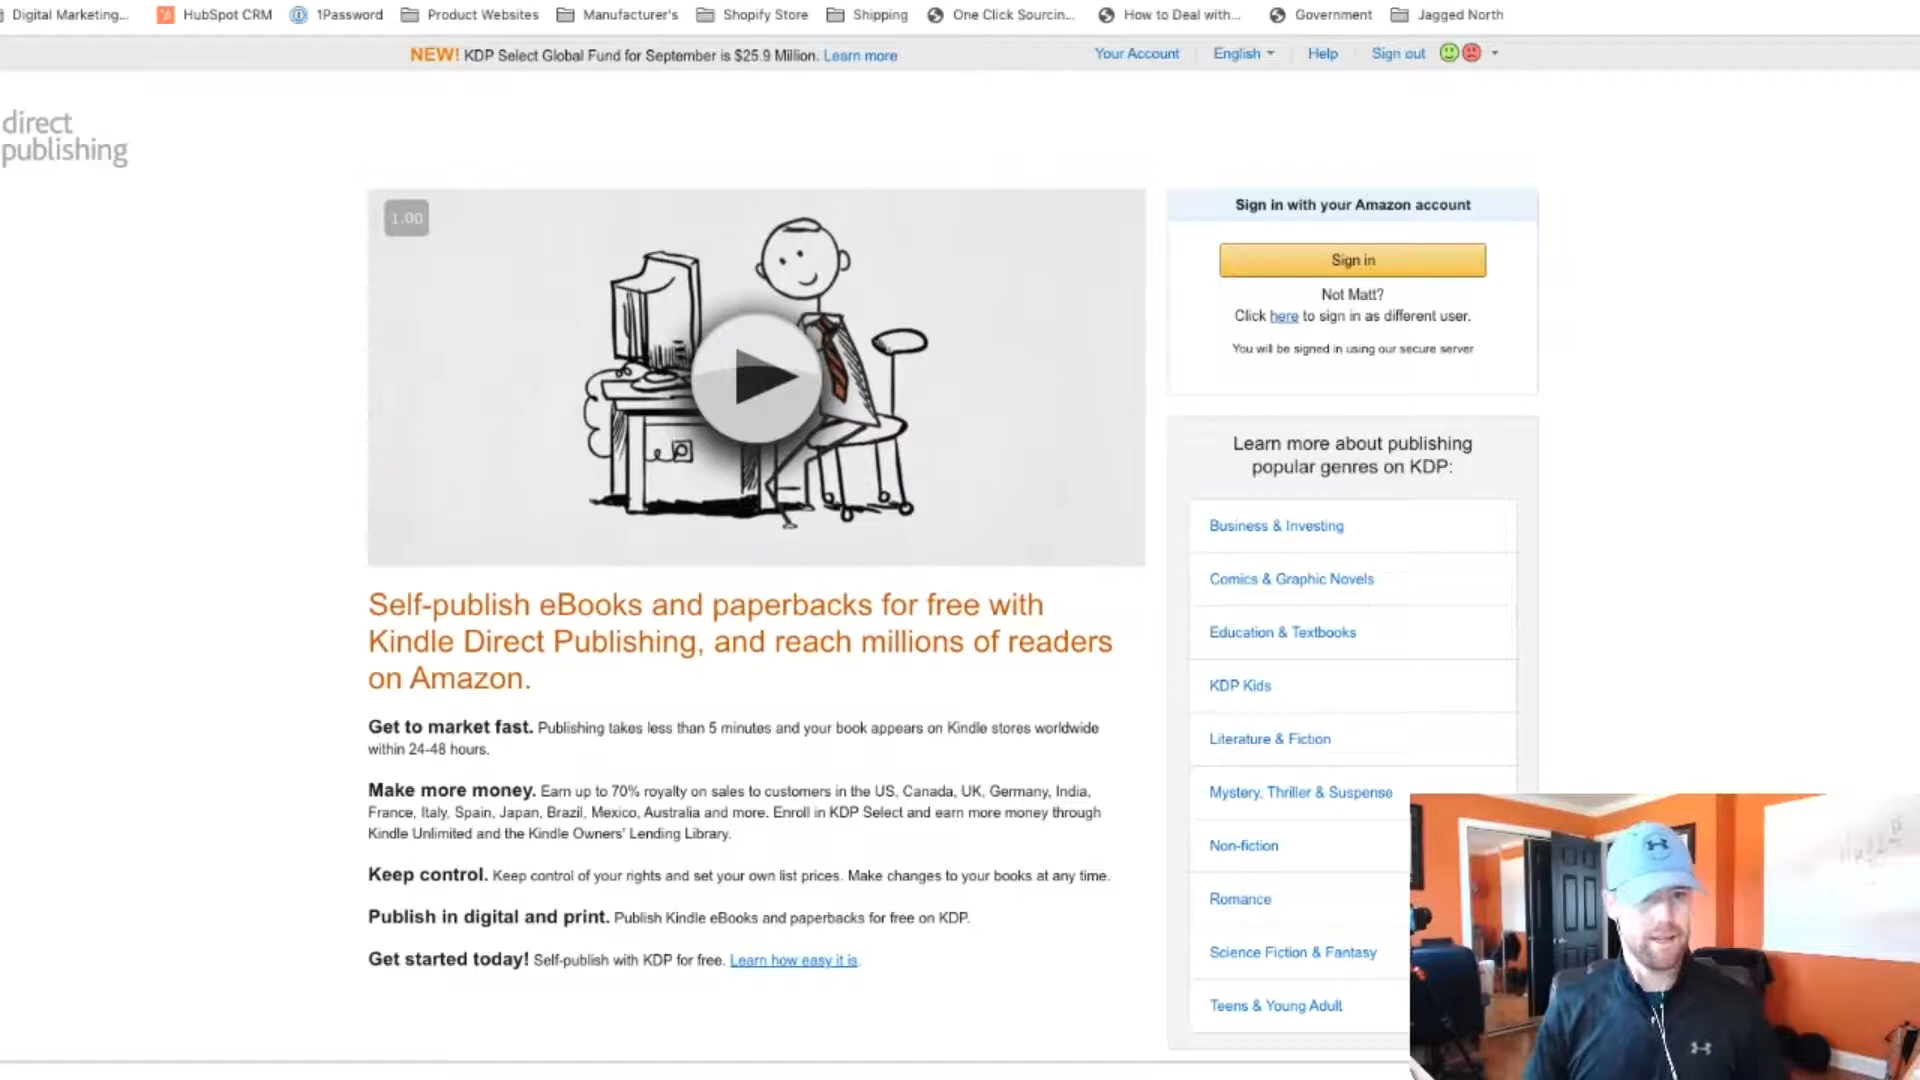 Digital Marketing...
HubSpot CRM
1Password
Product Websites
Manufacturer's
Shopify Store
Shipping
One Click Sourcin...
How to Deal with...
Government
Jagged North
NEW! KDP Select Global Fund for September is $25.9 Million. Learn more
Your Account
English
Help
Sign out
direct
publishing
1.00
Sign in with your Amazon account
Sign in
Not Matt?
Click here to sign in as different user.
You will be signed in using our secure server
Learn more about publishing
popular genres on KDP:
Business & Investing
Comics & Graphic Novels
Education & Textbooks
KDP Kids
Literature & Fiction
Mystery, Thriller & Suspense
Non-fiction
Romance
Science Fiction & Fantasy
Teens & Young Adult
Self-publish eBooks and paperbacks for free with
Kindle Direct Publishing, and reach millions of readers
on Amazon.
Get to market fast. Publishing takes less than 5 minutes and your book appears on Kindle stores worldwide
within 24-48 hours.
Make more money. Earn up to 70% royalty on sales to customers in the US, Canada, UK, Germany, India,
France, Italy, Spain, Japan, Brazil, Mexico, Australia and more. Enroll in KDP Select and earn more money through
Kindle Unlimited and the Kindle Owners' Lending Library.
Keep control. Keep control of your rights and set your own list prices. Make changes to your books at any time.
Publish in digital and print. Publish Kindle eBooks and paperbacks for free on KDP.
Get started today! Self-publish with KDP for free. Learn how easy it is.